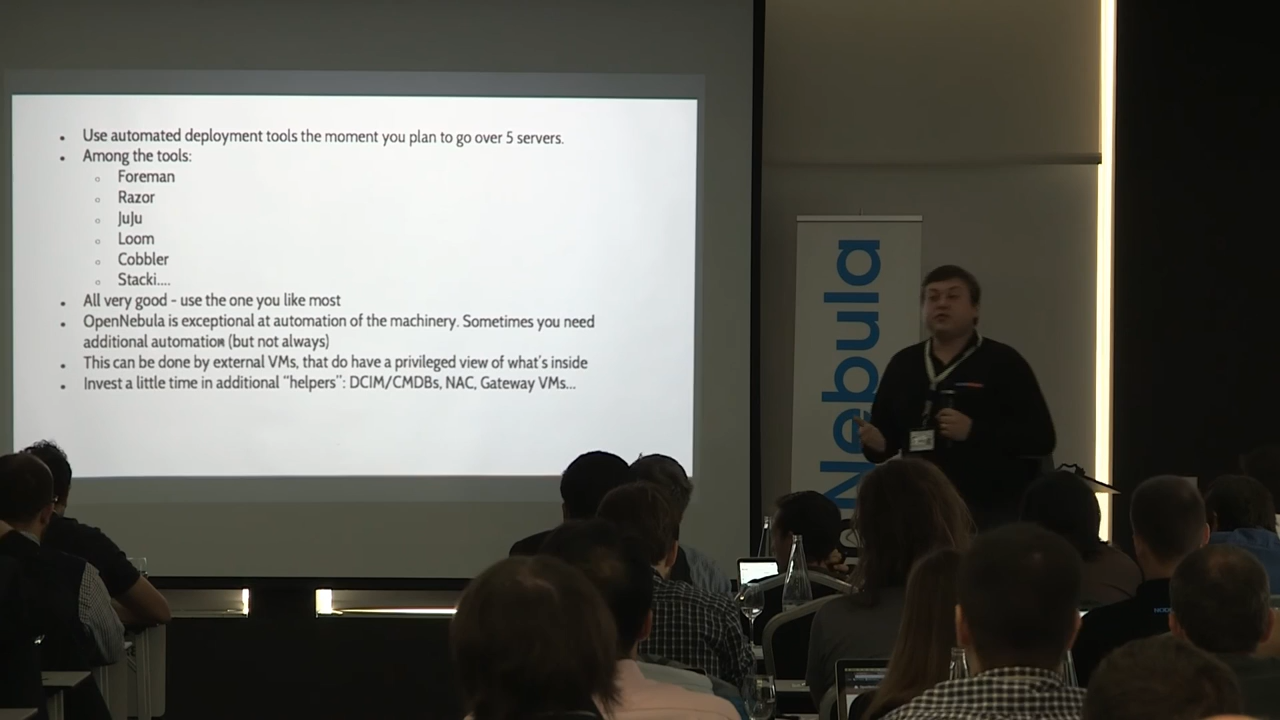 Use automated deployment tools the moment you plan to go over 5 servers.
Among the tools:
Foreman
Razor
JuJu
Loom
Cobbler
Stacki....
All very good - use the one you like most
OpenNebula is exceptional at automation of the machinery. Sometimes you need
additional automation (but not always)
This can be done by external VMs, that do have a privileged view of what's inside
Invest a little time in additional "helpers": DCIM/CMDBs, NAC, Gateway VMs...
Nebula